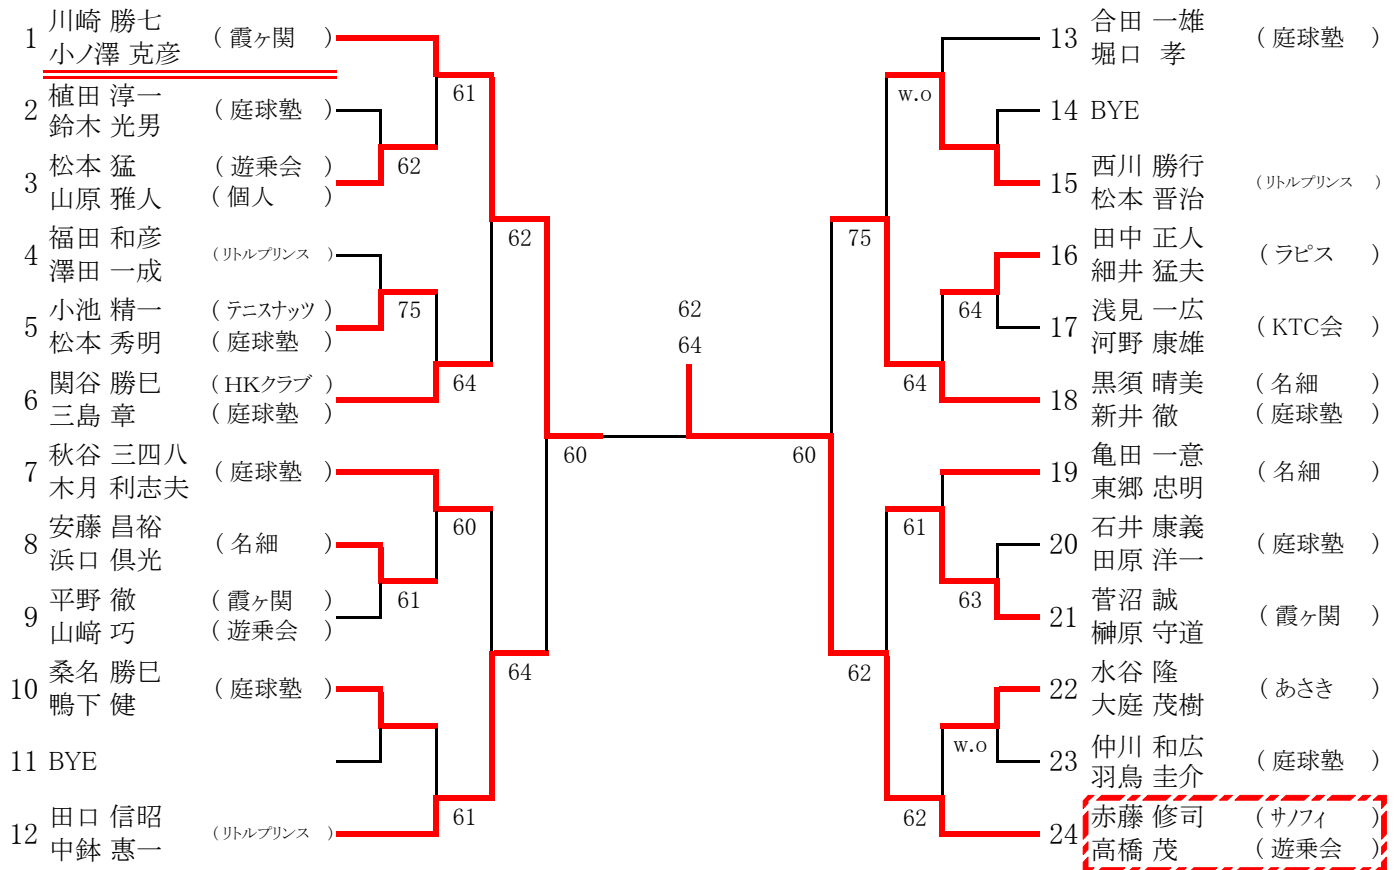 1 川崎 勝七 小ノ澤 克彦 ( 霞ヶ関 )
2 植田 淳一 鈴木 光男 ( 庭球塾 )
3 松本 猛 ( 遊乗会 ) 山原 雅人 ( 個人 )
4 福田 和彦 澤田 一成 ( リトルプリンス )
5 小池 精一 ( テニスナッツ ) 松本 秀明 ( 庭球塾 )
6 関谷 勝巳 ( HKクラブ ) 三島 章 ( 庭球塾 )
7 秋谷 三四八 木月 利志夫 ( 庭球塾 )
8 安藤 昌裕 浜口 倶光 ( 名細 )
9 平野 徹 ( 霞ヶ関 ) 山﨑 巧 ( 遊乗会 )
10 桑名 勝巳 鴨下 健 ( 庭球塾 )
11 BYE
12 田口 信昭 中鉢 惠一 ( リトルプリンス )
61
62
62
75
64
60
60
61
64
61
62
64
w.o
75
64
64
60
61
63
62
w.o
62
13 合田 一雄 堀口 孝 ( 庭球塾 )
14 BYE
15 西川 勝行 松本 晋治 ( リトルプリンス )
16 田中 正人 細井 猛夫 ( ラピス )
17 浅見 一広 河野 康雄 ( KTC会 )
18 黒須 晴美 ( 名細 ) 新井 徹 ( 庭球塾 )
19 亀田 一意 東郷 忠明 ( 名細 )
20 石井 康義 田原 洋一 ( 庭球塾 )
21 菅沼 誠 榊原 守道 ( 霞ヶ関 )
22 水谷 隆 大庭 茂樹 ( あさき )
23 仲川 和広 羽鳥 圭介 ( 庭球塾 )
24 赤藤 修司 ( サノフィ ) 高橋 茂 ( 遊乗会 )